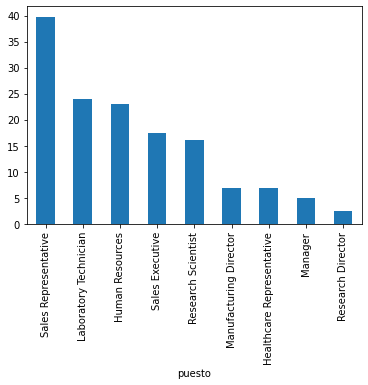 40
35
30
25
20
15
10
5
0
Sales Representative
Laboratory Technician
Human Resources
Sales Executive
Research Scientist
Manufacturing Director
Healthcare Representative
Manager
Research Director
puesto